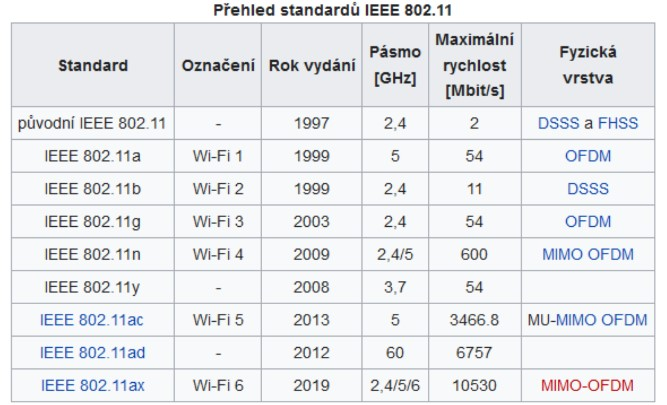 Přehled standardů IEEE 802.11
Standard Označení Rok vydání Pásmo [GHz] Maximální rychlost [Mbit/s] Fyzická vrstva
původní IEEE 802.11 - 1997 2,4 2 DSSS a FHSS
IEEE 802.11a Wi-Fi 1 1999 5 54 OFDM
IEEE 802.11b Wi-Fi 2 1999 2,4 11 DSSS
IEEE 802.11g Wi-Fi 3 2003 2,4 54 OFDM
IEEE 802.11n Wi-Fi 4 2009 2,4/5 600 MIMO OFDM
IEEE 802.11y - 2008 3,7 54
IEEE 802.11ac Wi-Fi 5 2013 5 3466.8 MU-MIMO OFDM
IEEE 802.11ad - 2012 60 6757
IEEE 802.11ax Wi-Fi 6 2019 2,4/5/6 10530 MIMO-OFDM